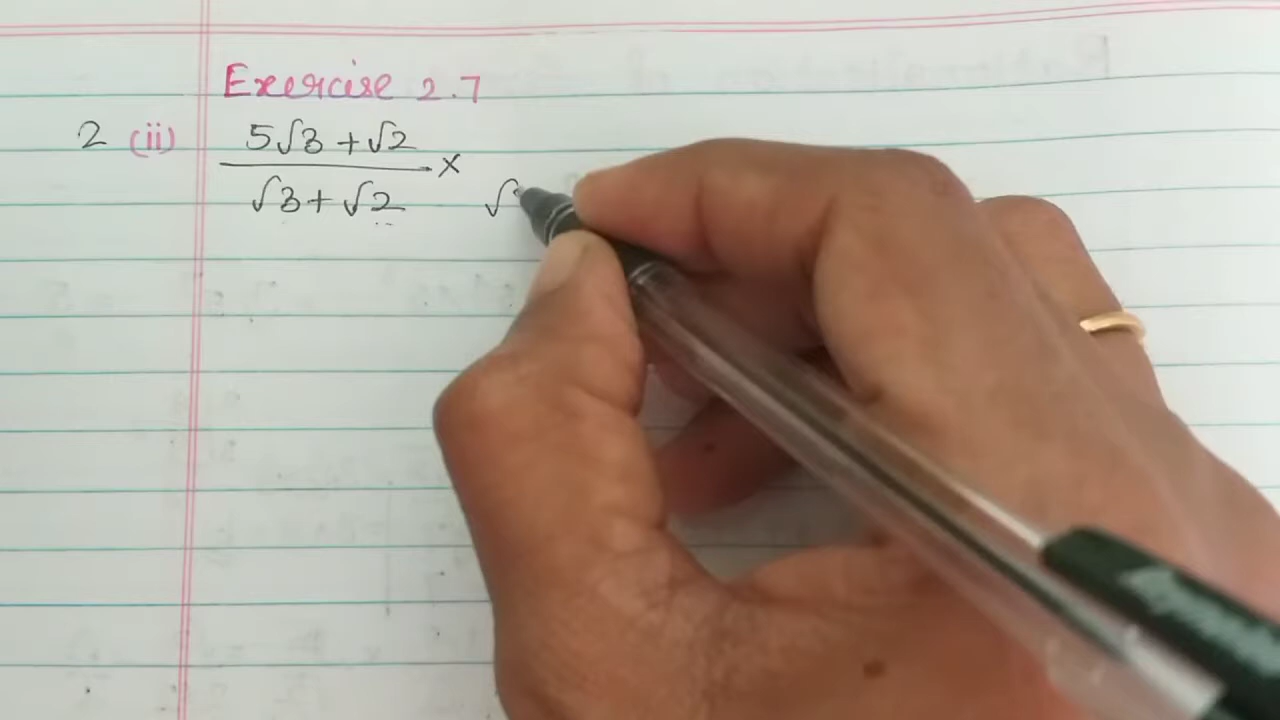 Exercise 2.7
2 (ii) 5√3 + √2 ×
√3 + √2 √